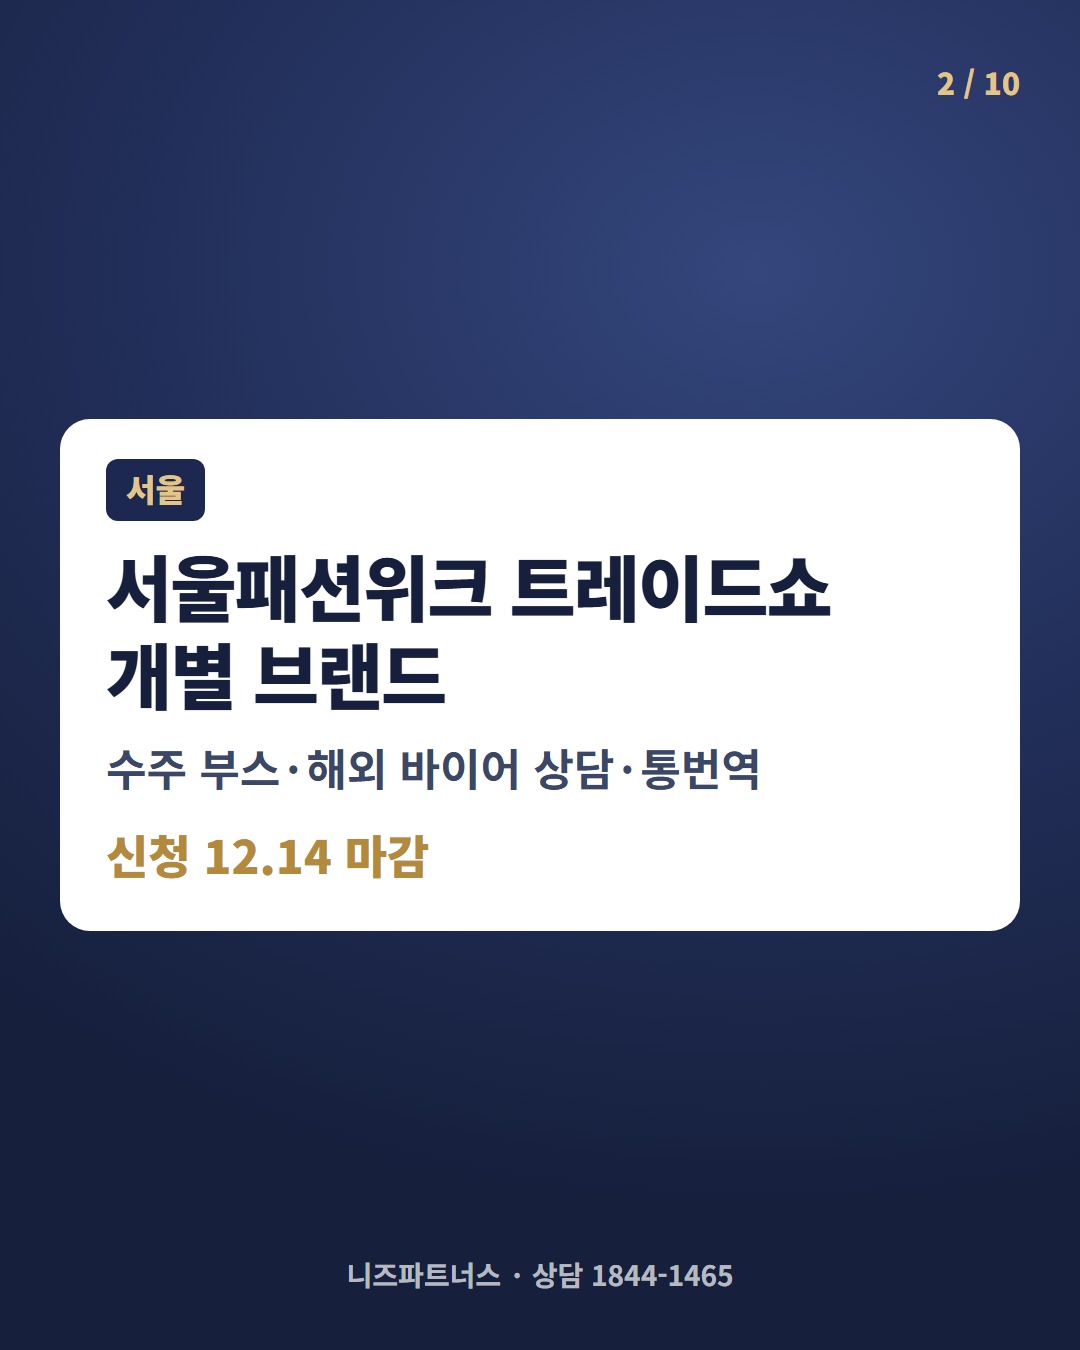 2 / 10
서울
서울패션위크 트레이드쇼
개별 브랜드
수주 부스·해외 바이어 상담·통번역
신청 12.14 마감
니즈파트너스 · 상담 1844-1465